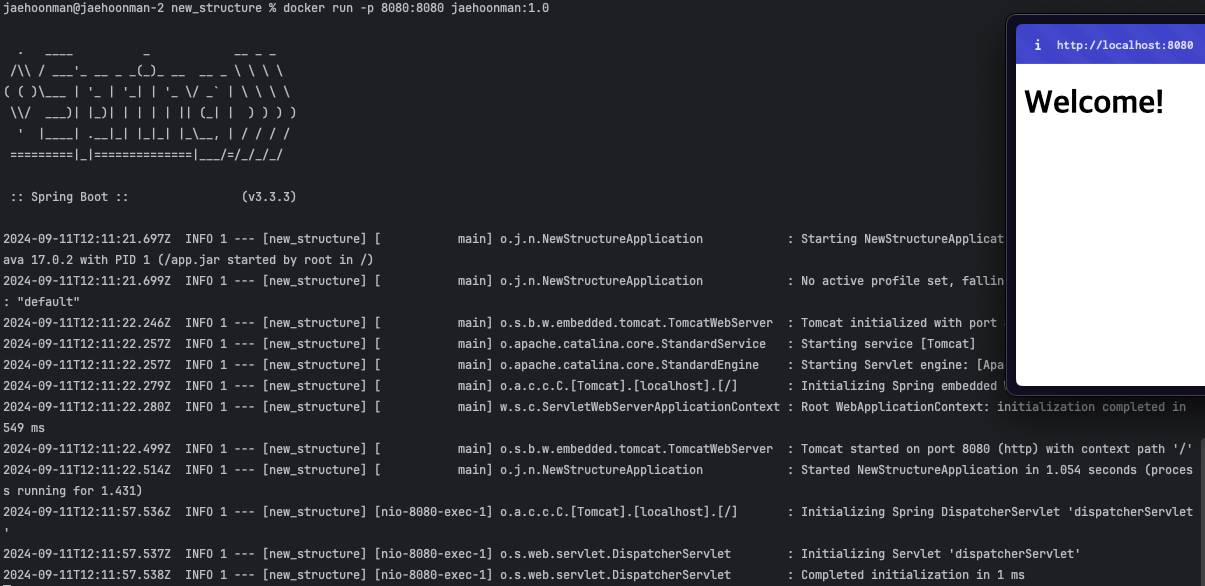 jaehoonman@jaehoonman-2 new_structure % docker run -p 8080:8080 jaehoonman:1.0
  .   ____          _            __ _ _
 /\\ / ___'_ __ _ _(_)_ __  __ _ \ \ \ \
( ( )\___ | '_ | '_| | '_ \/ _` | \ \ \ \
 \\/  ___)| |_)| | | | | || (_| |  ) ) ) )
  '  |____| .__|_| |_|_| |_\__, | / / / /
 =========|_|==============|___/=/_/_/_/
 :: Spring Boot ::                (v3.3.3)
2024-09-11T12:11:21.697Z  INFO 1 --- [new_structure] [           main] o.j.n.NewStructureApplication            : Starting NewStructureApplicat
ava 17.0.2 with PID 1 (/app.jar started by root in /)
2024-09-11T12:11:21.699Z  INFO 1 --- [new_structure] [           main] o.j.n.NewStructureApplication            : No active profile set, fallin
: "default"
2024-09-11T12:11:22.246Z  INFO 1 --- [new_structure] [           main] o.s.b.w.embedded.tomcat.TomcatWebServer  : Tomcat initialized with port
2024-09-11T12:11:22.257Z  INFO 1 --- [new_structure] [           main] o.apache.catalina.core.StandardService   : Starting service [Tomcat]
2024-09-11T12:11:22.257Z  INFO 1 --- [new_structure] [           main] o.apache.catalina.core.StandardEngine    : Starting Servlet engine: [Apa
2024-09-11T12:11:22.279Z  INFO 1 --- [new_structure] [           main] o.a.c.c.C.[Tomcat].[localhost].[/]       : Initializing Spring embedded
2024-09-11T12:11:22.280Z  INFO 1 --- [new_structure] [           main] w.s.c.ServletWebServerApplicationContext : Root WebApplicationContext: initialization completed in
549 ms
2024-09-11T12:11:22.499Z  INFO 1 --- [new_structure] [           main] o.s.b.w.embedded.tomcat.TomcatWebServer  : Tomcat started on port 8080 (http) with context path '/'
2024-09-11T12:11:22.514Z  INFO 1 --- [new_structure] [           main] o.j.n.NewStructureApplication            : Started NewStructureApplication in 1.054 seconds (proces
s running for 1.431)
2024-09-11T12:11:57.536Z  INFO 1 --- [new_structure] [nio-8080-exec-1] o.a.c.c.C.[Tomcat].[localhost].[/]       : Initializing Spring DispatcherServlet 'dispatcherServlet
'
2024-09-11T12:11:57.537Z  INFO 1 --- [new_structure] [nio-8080-exec-1] o.s.web.servlet.DispatcherServlet        : Initializing Servlet 'dispatcherServlet'
2024-09-11T12:11:57.538Z  INFO 1 --- [new_structure] [nio-8080-exec-1] o.s.web.servlet.DispatcherServlet        : Completed initialization in 1 ms
i http://localhost:8080
Welcome!